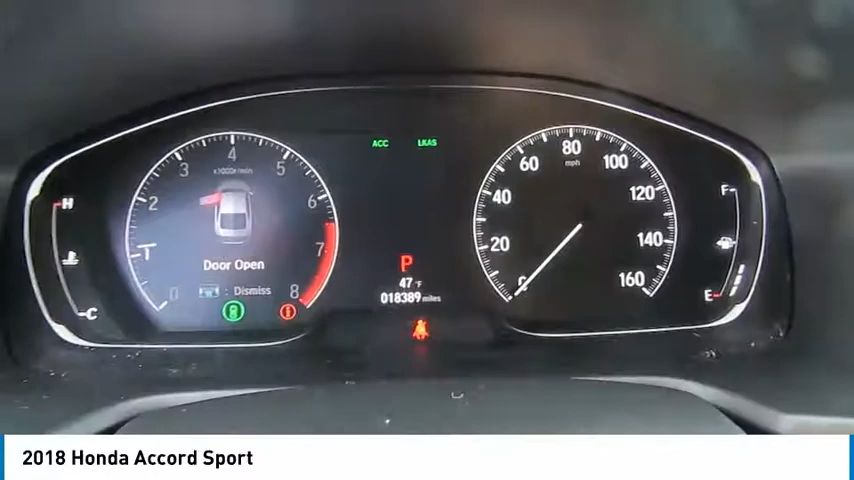 ACC LKAS
H
C
0
1
2
3
4
5
6
7
8
x1000r/min
Door Open
Dismiss
P
47 °F
018389 miles
0
20
40
60
80
100
120
140
160
mph
F
E
2018 Honda Accord Sport